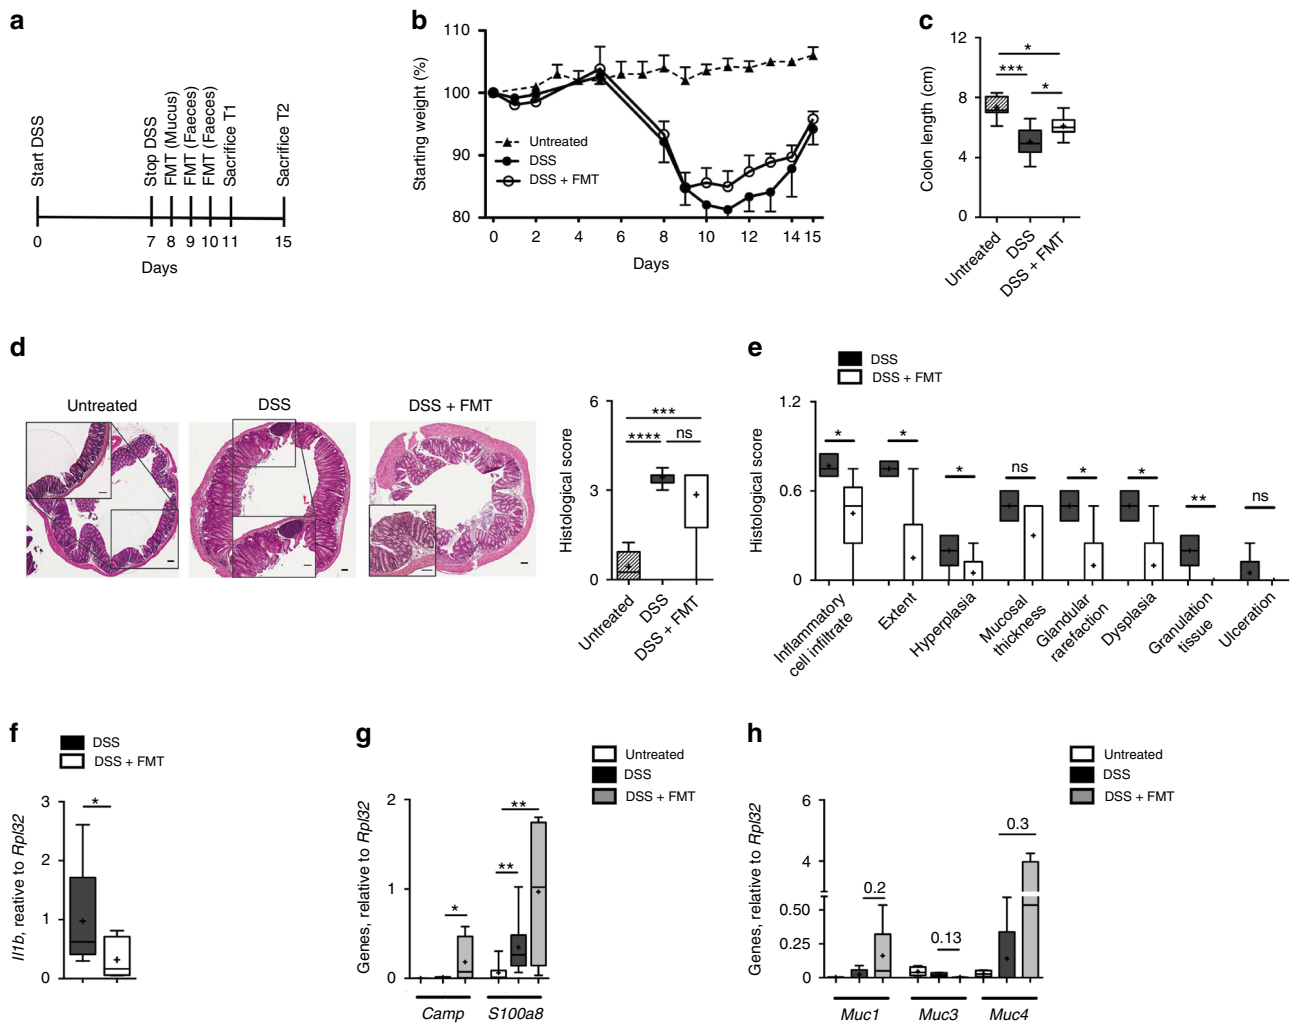 a
Start DSS
Stop DSS
FMT (Mucus)
FMT (Faeces)
FMT (Faeces)
Sacrifice T1
Sacrifice T2
0 7 8 9 10 11 15
Days
b
Starting weight (%)
110
100
90
80
Untreated
DSS
DSS + FMT
0 2 4 6 8 10 12 14 15
Days
c
Colon length (cm)
12
8
4
0
*
***
*
Untreated
DSS
DSS + FMT
d
Untreated
DSS
DSS + FMT
Histological score
6
3
0
***
**** ns
Untreated
DSS
DSS + FMT
e
DSS
DSS + FMT
Histological score
1.2
0.6
0
* * * ns * * ** ns
Inflammatory
cell infiltrate
Extent
Hyperplasia
Mucosal
thickness
Glandular
rarefaction
Dysplasia
Granulation
tissue
Ulceration
f
DSS
DSS + FMT
Il1b, relative to Rpl32
3
2
1
0
*
g
Untreated
DSS
DSS + FMT
Genes, relative to Rpl32
2
1
0
*
**
**
Camp S100a8
h
Untreated
DSS
DSS + FMT
Genes, relative to Rpl32
6
4
0.50
0.25
0
0.2
0.13
0.3
Muc1 Muc3 Muc4